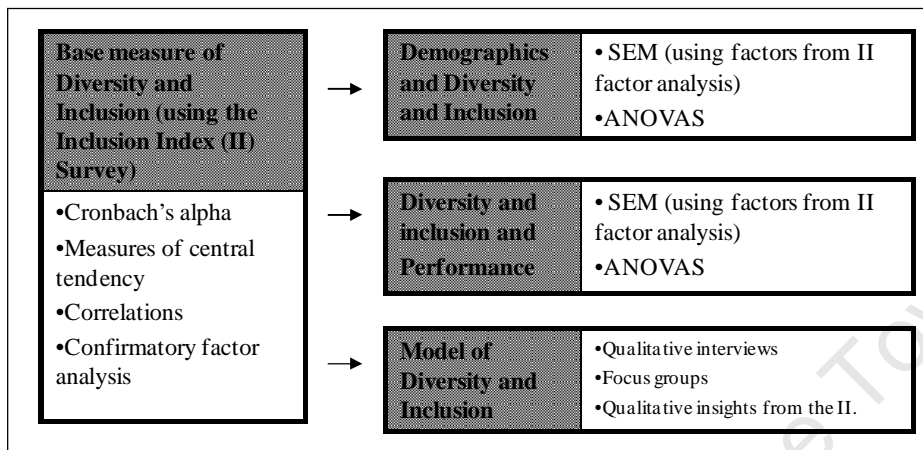 Base measure of
Diversity and
Inclusion (using the
Inclusion Index (II)
Survey)
•Cronbach's alpha
•Measures of central
tendency
•Correlations
•Confirmatory factor
analysis
Demographics
and Diversity
and Inclusion
• SEM (using factors from II
factor analysis)
•ANOVAS
Diversity and
inclusion and
Performance
• SEM (using factors from II
factor analysis)
•ANOVAS
Model of
Diversity and
Inclusion
•Qualitative interviews
•Focus groups
•Qualitative insights from the II.